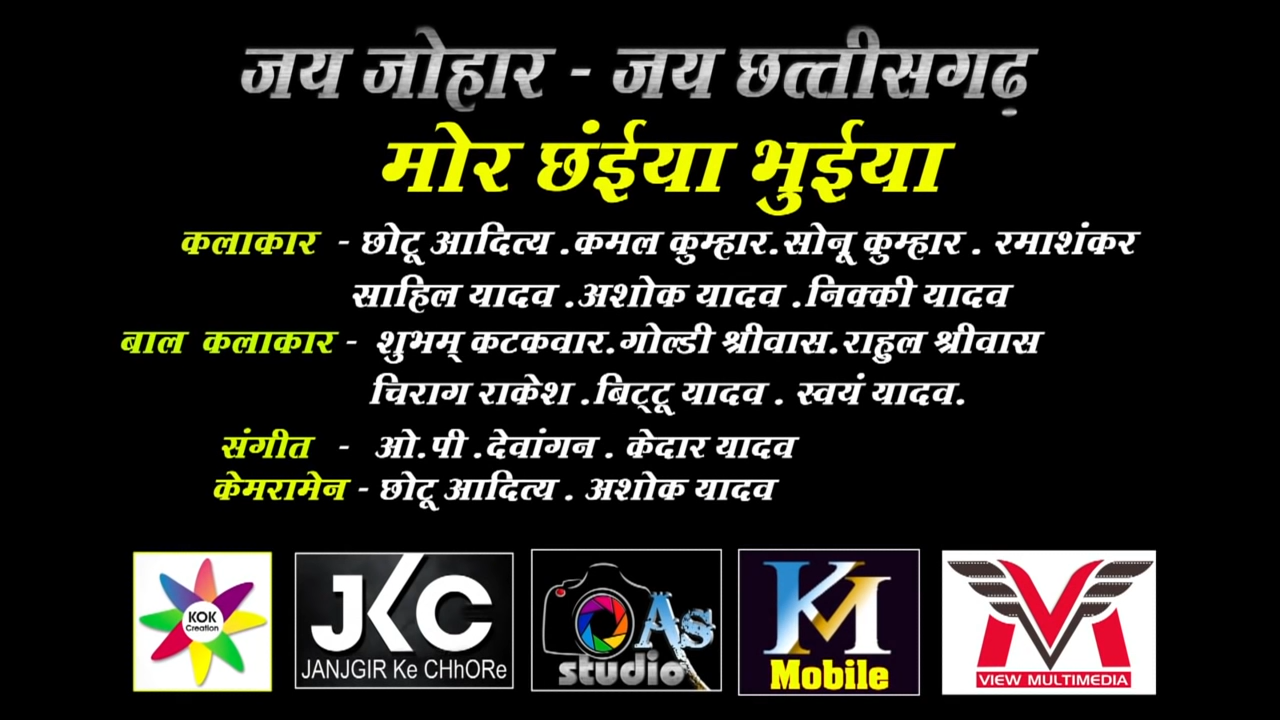 जय जोहार - जय छत्तीसगढ़
मोर छंईया भुईया
कलाकार - छोटू आदित्य .कमल कुम्हार.सोनू कुम्हार . रमाशंकर
साहिल यादव .अशोक यादव .निक्की यादव
बाल कलाकार - शुभम् कटकवार.गोल्डी श्रीवास.राहुल श्रीवास
चिराग राकेश .बिट्टू यादव . स्वयं यादव.
संगीत - ओ.पी .देवांगन . केदार यादव
केमरामेन - छोटू आदित्य . अशोक यादव
KOK
Creation
JKC
JANJGIR Ke CHhORe
As
studio
KM
Mobile
VM
VIEW MULTIMEDIA